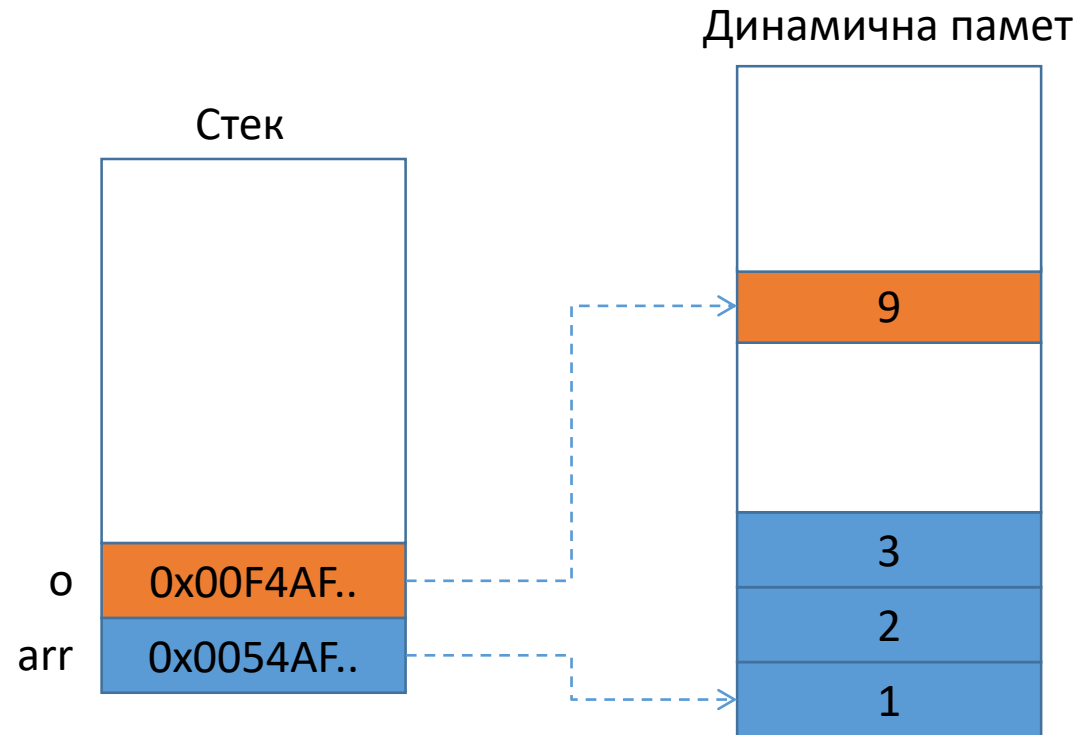 Динамична памет
Стек
9
3
o 0x00F4AF..
2
arr 0x0054AF..
1